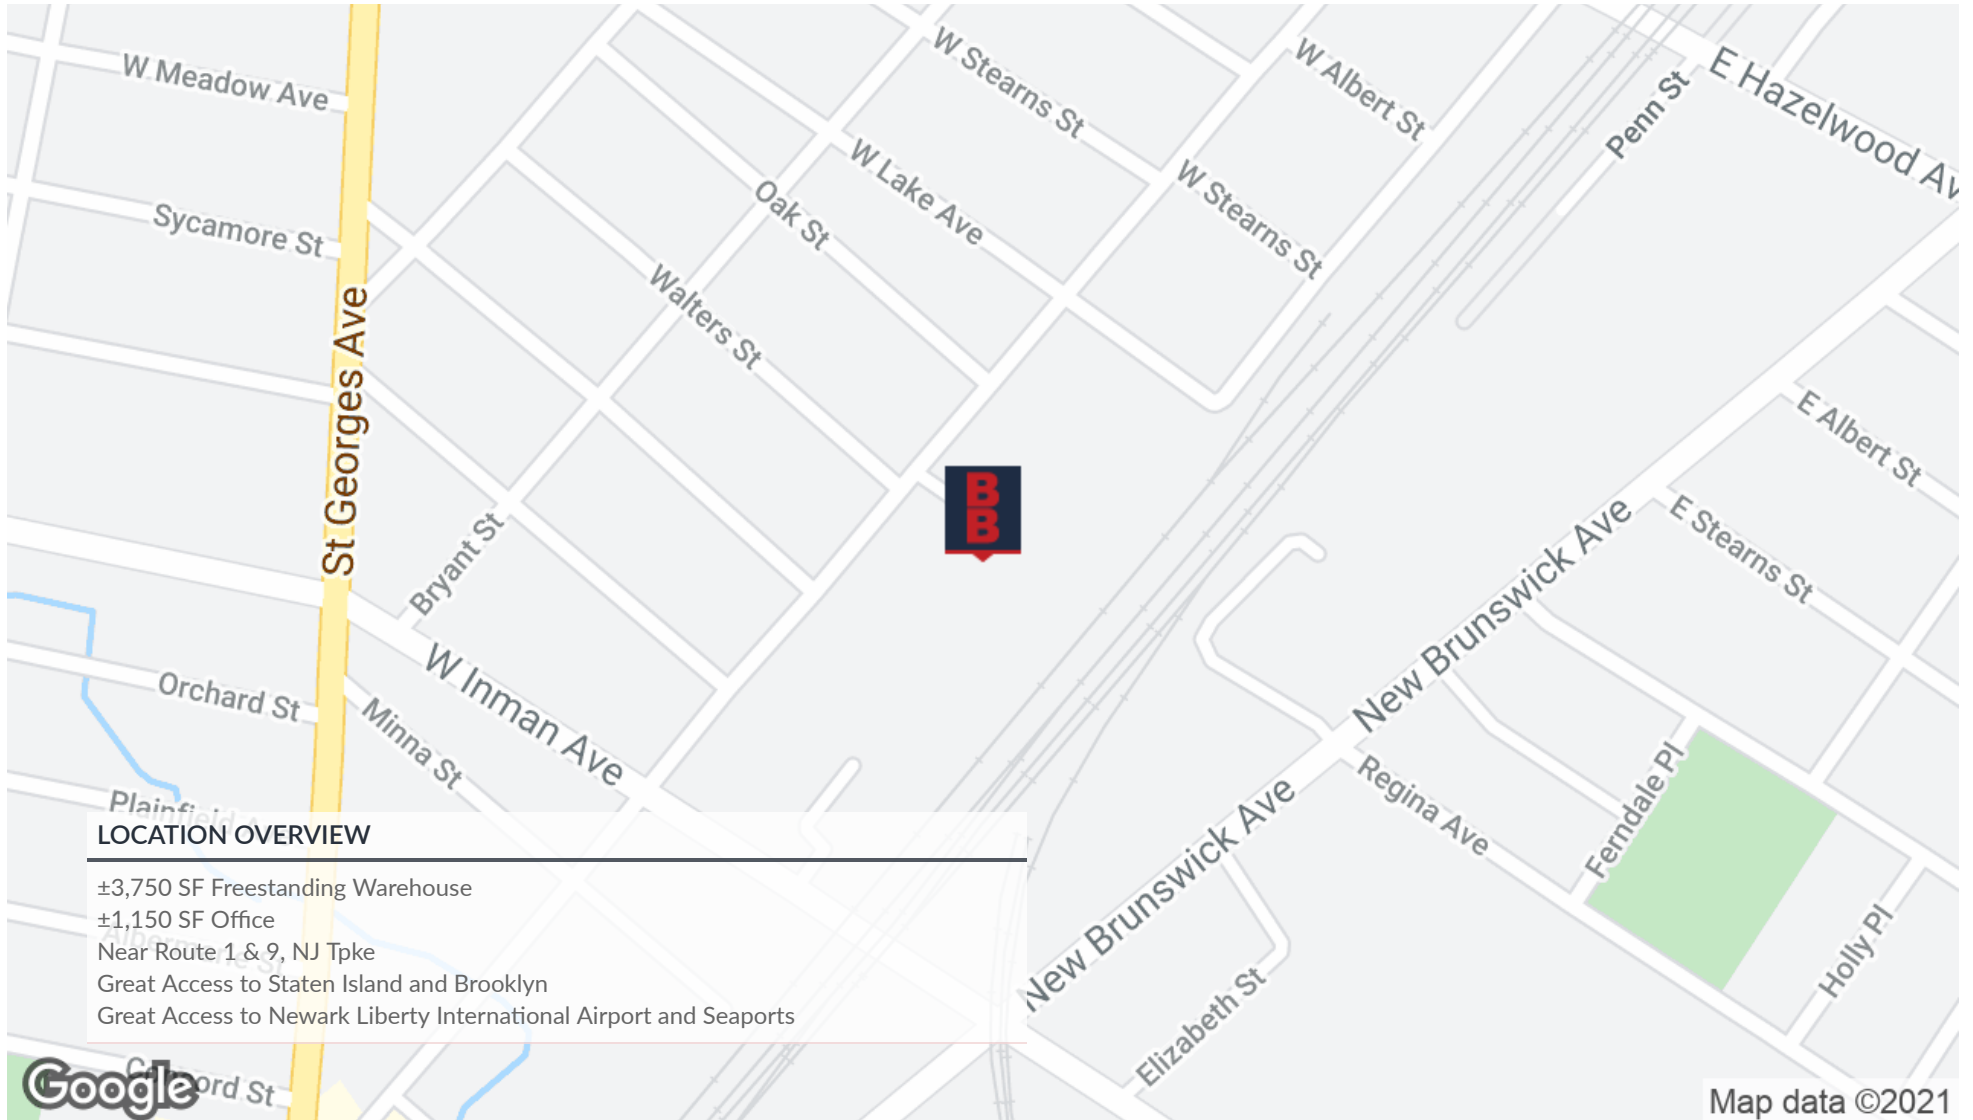 W Meadow Ave
W Stearns St
W Albert St
E Hazelwood Av
Penn St
W Lake Ave
W Stearns St
Oak St
Sycamore St
Walters St
St Georges Ave
E Albert St
B
B
E Stearns St
New Brunswick Ave
Bryant St
W Inman Ave
Orchard St
Minna St
Regina Ave
Ferndale Pl
Plainfield A
LOCATION OVERVIEW
±3,750 SF Freestanding Warehouse
±1,150 SF Office
Near Route 1 & 9, NJ Tpke
Great Access to Staten Island and Brooklyn
Great Access to Newark Liberty International Airport and Seaports
New Brunswick Ave
Holly Pl
Elizabeth St
Google
Map data ©2021